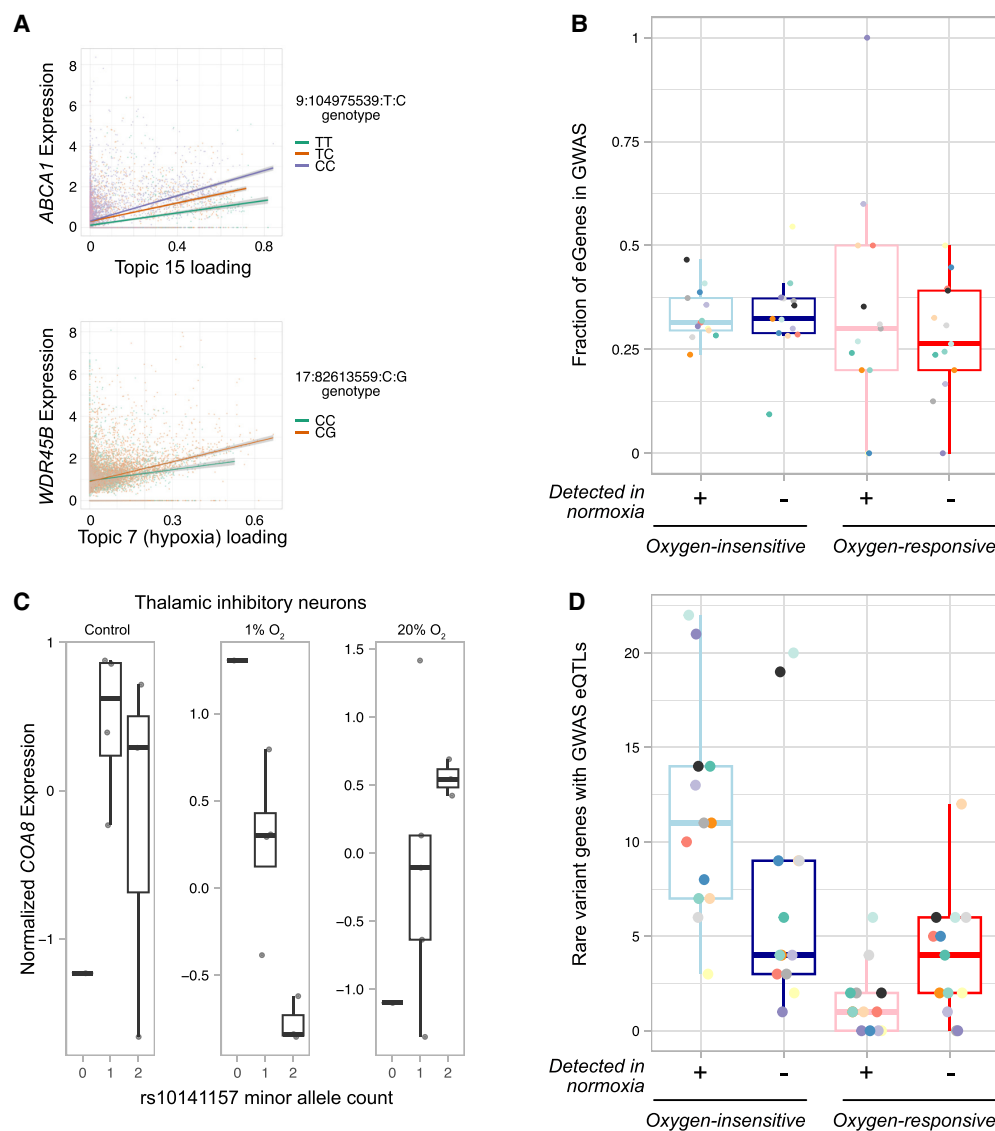 A
8
6
4
2
0
ABCA1 Expression
0 0.4 0.8
Topic 15 loading
9:104975539:T:C
genotype
TT
TC
CC
8
6
4
2
0
WDR45B Expression
0 0.3 0.6
Topic 7 (hypoxia) loading
17:82613559:C:G
genotype
CC
CG
B
1
0.75
0.5
0.25
0
Fraction of eGenes in GWAS
Detected in
normoxia
+ - + -
Oxygen-insensitive Oxygen-responsive
C
Thalamic inhibitory neurons
Control 1% O2 20% O2
1
0
−1
Normalized COA8 Expression
1.0
0.5
0.0
−0.5
1.5
1.0
0.5
0.0
−0.5
−1.0
0 1 2 0 1 2 0 1 2
rs10141157 minor allele count
D
20
15
10
5
0
Rare variant genes with GWAS eQTLs
Detected in
normoxia
+ - + -
Oxygen-insensitive Oxygen-responsive